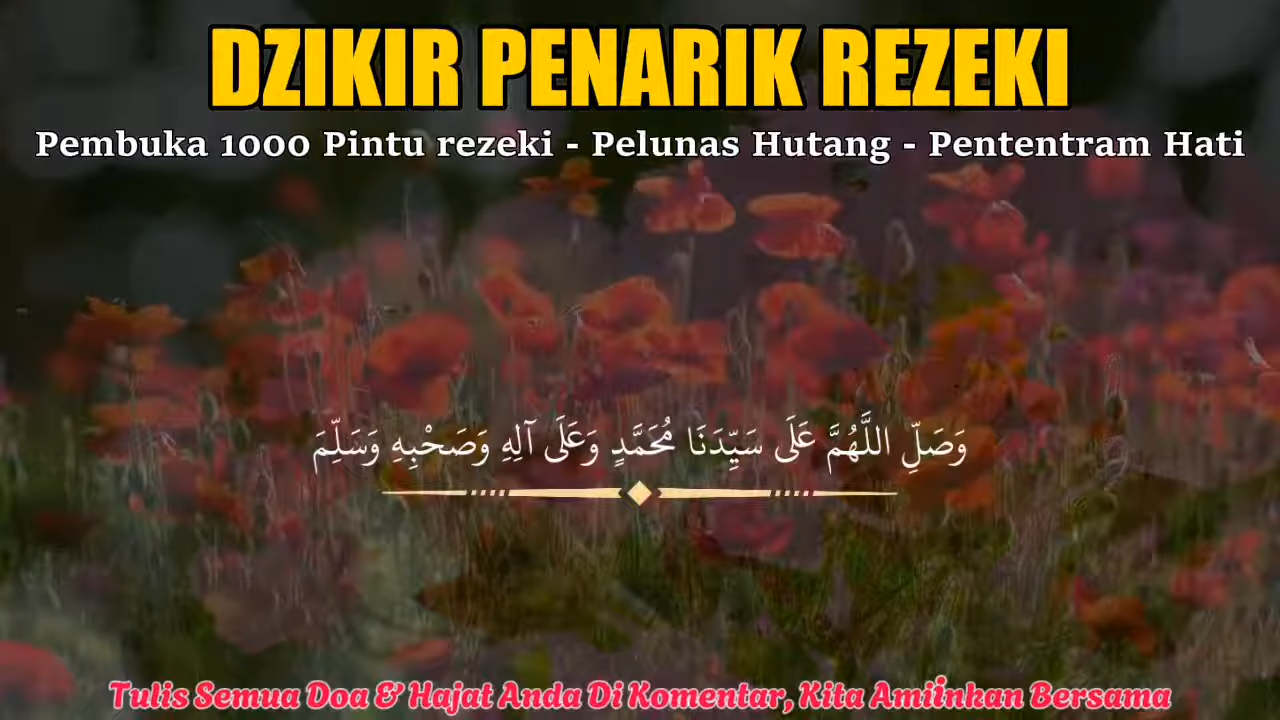 DZIKIR PENARIK REZEKI
Pembuka 1000 Pintu rezeki - Pelunas Hutang - Pententram Hati
وَصَلِّ اللَّهُمَّ عَلَى سَيِّدَنَا مُحَمَّدٍ وَعَلَى آلِهِ وَصَحْبِهِ وَسَلِّمَ
Tulis Semua Doa & Hajat Anda Di Komentar, Kita Amiinkan Bersama